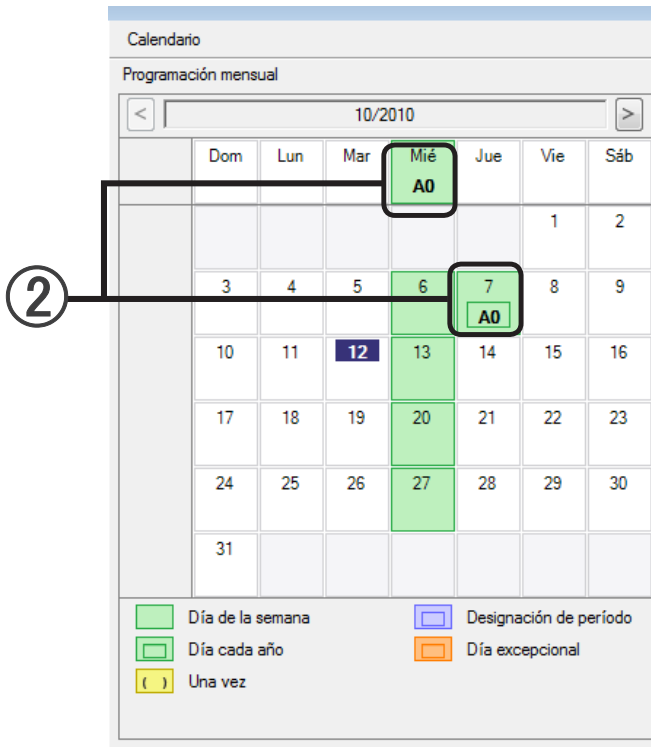 Calendario
Programación mensual
< 10/2010 >
Dom Lun Mar Mié Jue Vie Sáb
A0
1 2
3 4 5 6 7 8 9
A0
②
10 11 12 13 14 15 16
17 18 19 20 21 22 23
24 25 26 27 28 29 30
31
Día de la semana Designación de período
Día cada año Día excepcional
( ) Una vez